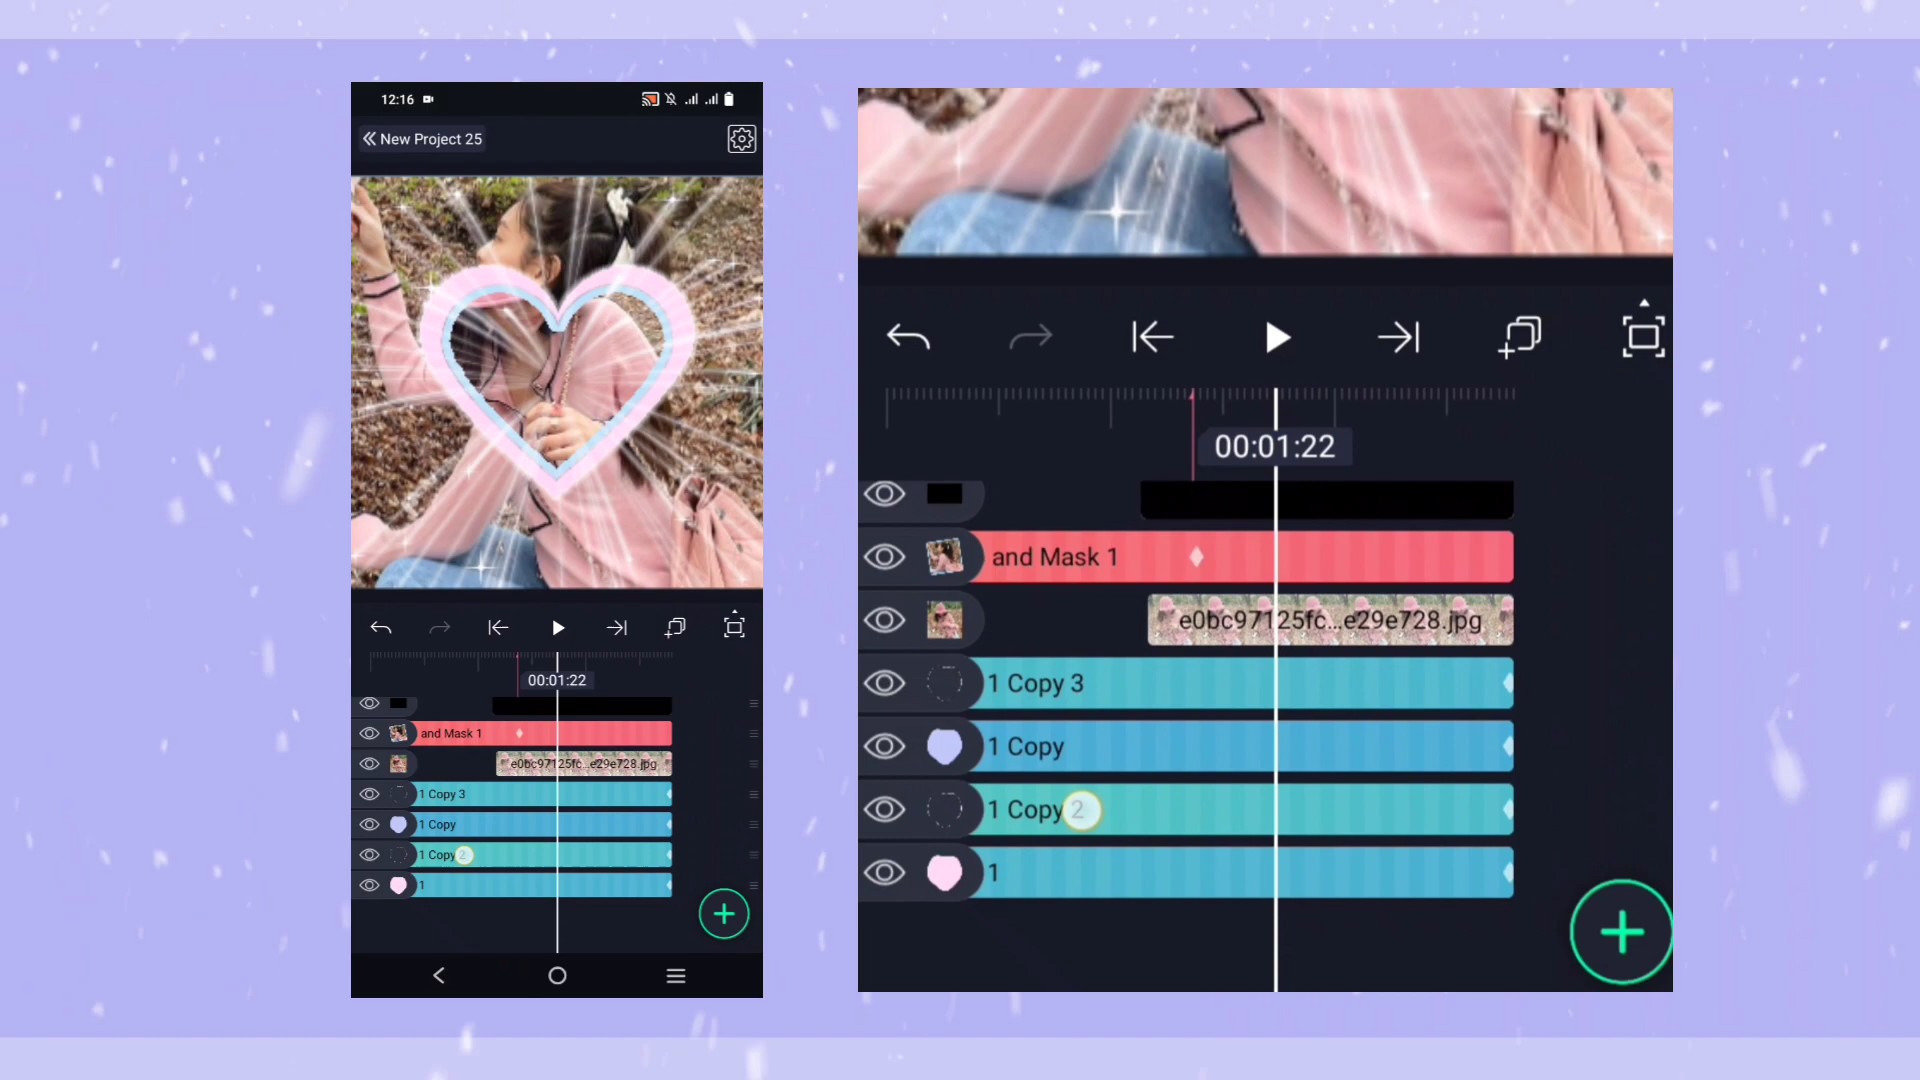 12:16
New Project 25
00:01:22
and Mask 1
e0bc97125fc...e29e728.jpg
1 Copy 3
1 Copy
1 Copy 2
1
00:01:22
and Mask 1
e0bc97125fc...e29e728.jpg
1 Copy 3
1 Copy
1 Copy 2
1